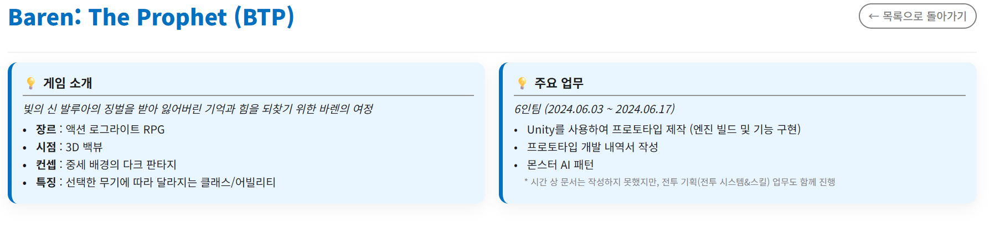 Baren: The Prophet (BTP)
← 목록으로 돌아가기
💡 게임 소개
빛의 신 발루아의 징벌을 받아 잃어버린 기억과 힘을 되찾기 위한 바렌의 여정
• 장르 : 액션 로그라이트 RPG
• 시점 : 3D 백뷰
• 컨셉 : 중세 배경의 다크 판타지
• 특징 : 선택한 무기에 따라 달라지는 클래스/어빌리티
💡 주요 업무
6인팀 (2024.06.03 ~ 2024.06.17)
• Unity를 사용하여 프로토타입 제작 (엔진 빌드 및 기능 구현)
• 프로토타입 개발 내역서 작성
• 몬스터 AI 패턴
* 시간 상 문서는 작성하지 못했지만, 전투 기획(전투 시스템&스킬) 업무도 함께 진행